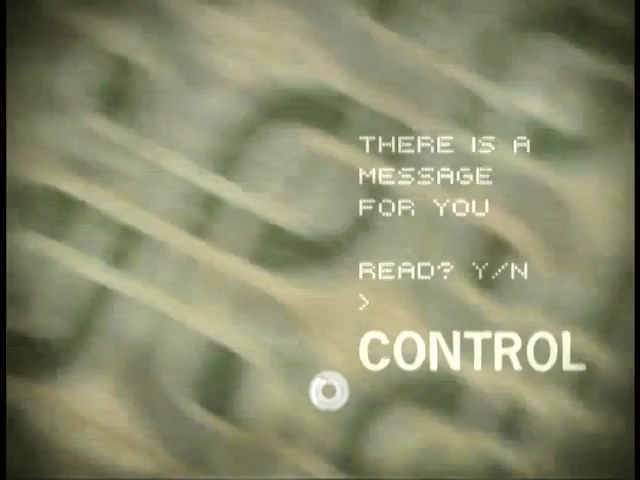 THERE IS A
MESSAGE
FOR YOU
READ? Y/N
>
CONTROL